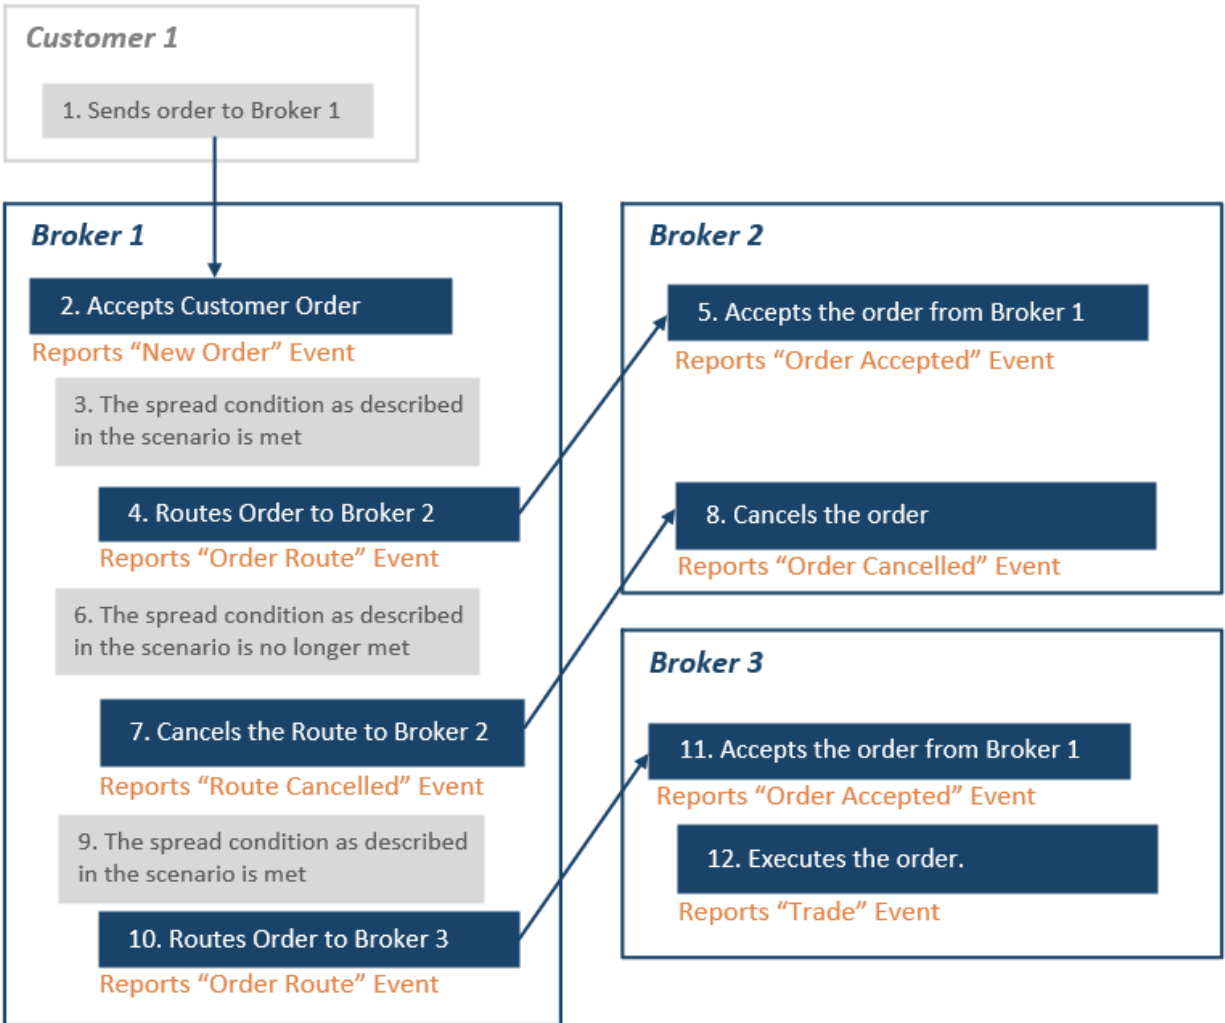 Customer 1
1. Sends order to Broker 1
Broker 1
2. Accepts Customer Order
Reports “New Order” Event
3. The spread condition as described
in the scenario is met
4. Routes Order to Broker 2
Reports “Order Route” Event
6. The spread condition as described
in the scenario is no longer met
7. Cancels the Route to Broker 2
Reports “Route Cancelled” Event
9. The spread condition as described
in the scenario is met
10. Routes Order to Broker 3
Reports “Order Route” Event
Broker 2
5. Accepts the order from Broker 1
Reports “Order Accepted” Event
8. Cancels the order
Reports “Order Cancelled” Event
Broker 3
11. Accepts the order from Broker 1
Reports “Order Accepted” Event
12. Executes the order.
Reports “Trade” Event